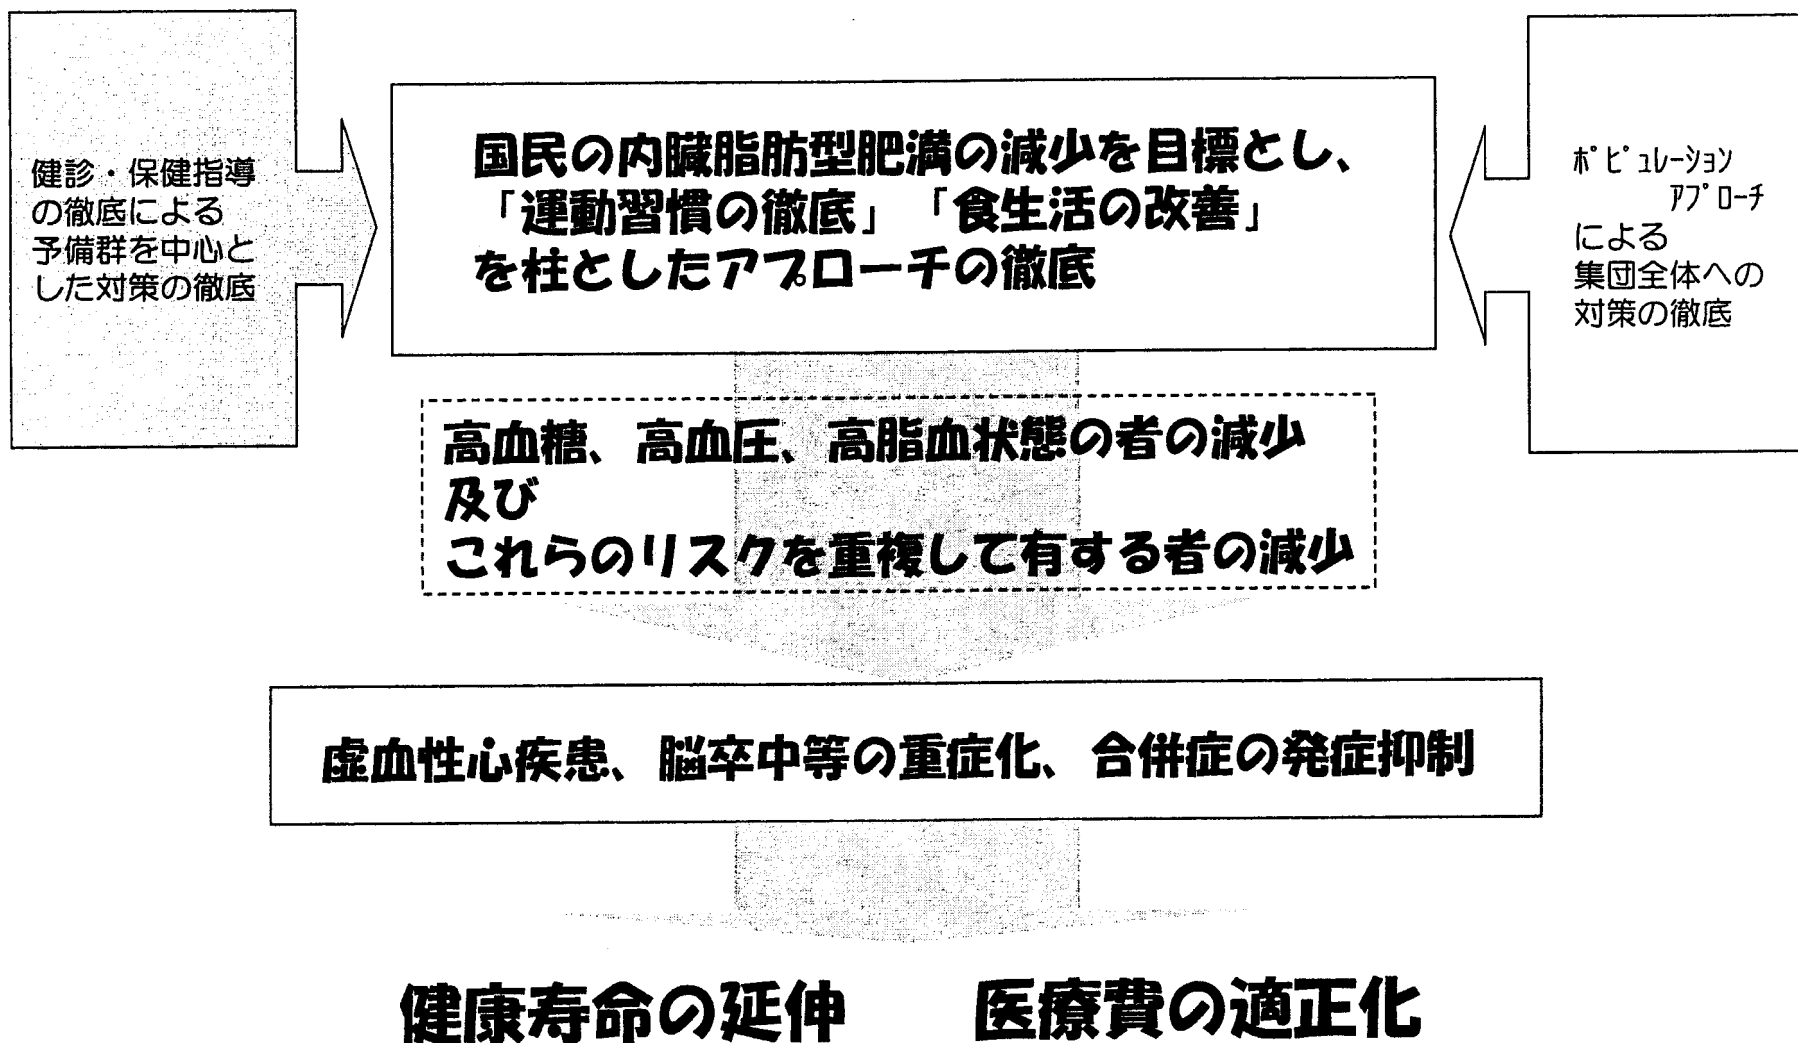 健診・保健指導
の徹底による
予備群を中心と
した対策の徹底
国民の内臓脂肪型肥満の減少を目標とし、
「運動習慣の徹底」「食生活の改善」
を柱としたアプローチの徹底
ﾎﾟﾋﾟｭﾚｰｼｮﾝ
ｱﾌﾟﾛｰﾁ
による
集団全体への
対策の徹底
高血糖、高血圧、高脂血状態の者の減少
及び
これらのリスクを重複して有する者の減少
虚血性心疾患、脳卒中等の重症化、合併症の発症抑制
健康寿命の延伸　医療費の適正化